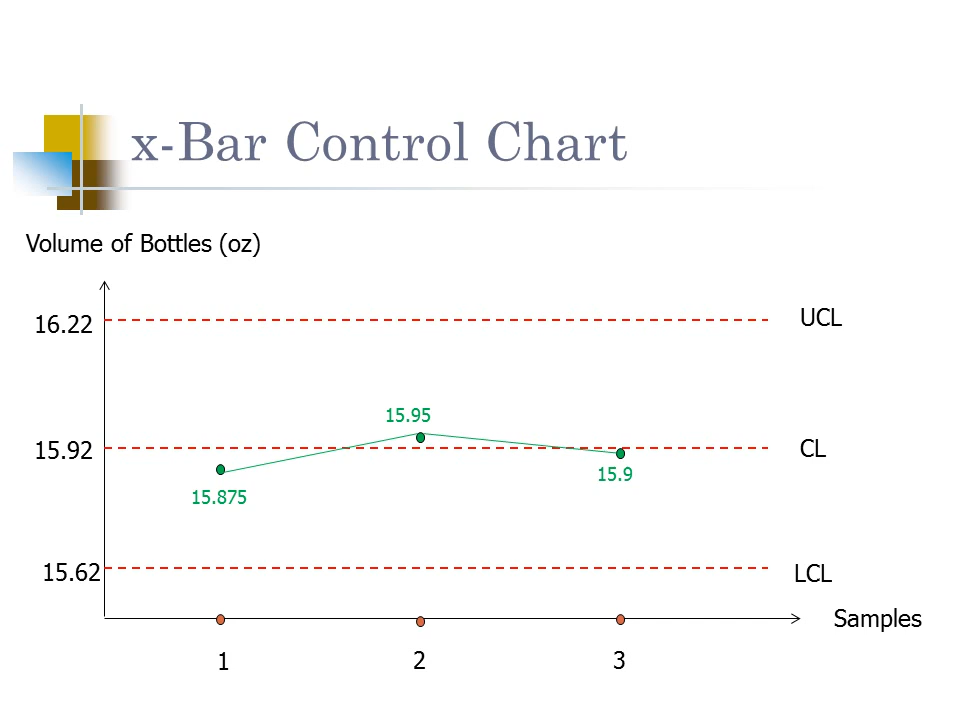 x-Bar Control Chart
Volume of Bottles (oz)
16.22
UCL
15.95
15.92
CL
15.9
15.875
15.62
LCL
Samples
1
2
3